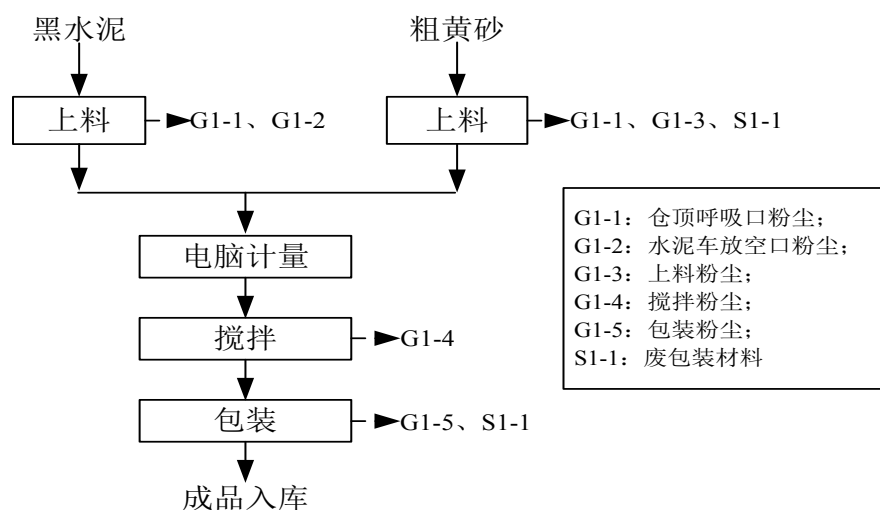 黑水泥
粗黄砂
上料
G1-1、G1-2
上料
G1-1、G1-3、S1-1
电脑计量
搅拌
G1-4
包装
G1-5、S1-1
成品入库
G1-1：仓顶呼吸口粉尘；
G1-2：水泥车放空口粉尘；
G1-3：上料粉尘；
G1-4：搅拌粉尘；
G1-5：包装粉尘；
S1-1：废包装材料